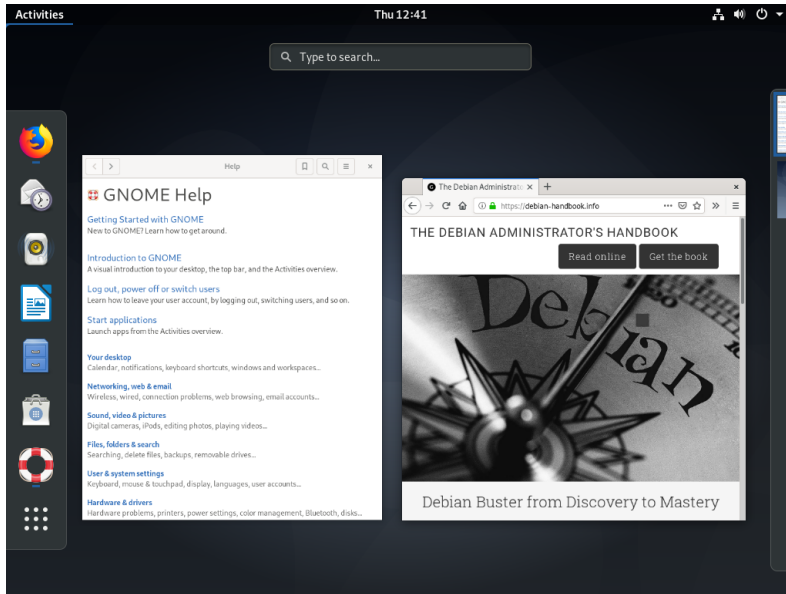 Activities
Thu 12:41
Type to search...
Help
GNOME Help
Getting Started with GNOME
New to GNOME? Learn how to get around.
Introduction to GNOME
A visual introduction to your desktop, the top bar, and the Activities overview.
Log out, power off or switch users
Learn how to leave your user account, by logging out, switching users, and so on.
Start applications
Launch apps from the Activities overview.
Your desktop
Calendar, notifications, keyboard shortcuts, windows and workspaces…
Networking, web & email
Wireless, wired, connection problems, web browsing, email accounts…
Sound, video & pictures
Digital cameras, iPods, editing photos, playing videos…
Files, folders & search
Searching, delete files, backups, removable drives…
User & system settings
Keyboard, mouse & touchpad, display, languages, user accounts…
Hardware & drivers
Hardware problems, printers, power settings, color management, Bluetooth, disks…
The Debian Administrato
https://debian-handbook.info
THE DEBIAN ADMINISTRATOR'S HANDBOOK
Read online
Get the book
Debian
Debian Buster from Discovery to Mastery